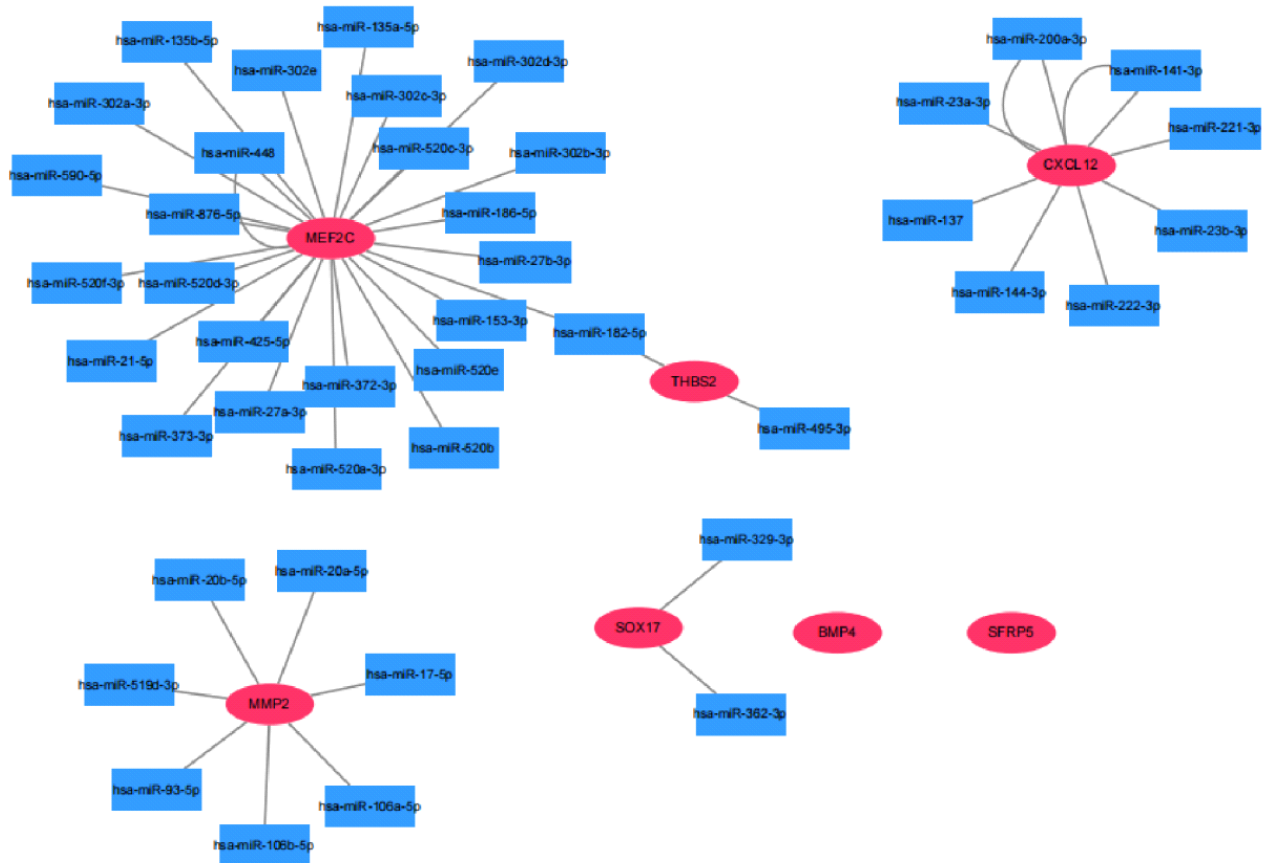 hsa-miR-135a-5p
hsa-miR-135b-5p
hsa-miR-302e
hsa-miR-302d-3p
hsa-miR-302a-3p
hsa-miR-302c-3p
hsa-miR-448
hsa-miR-520c-3p
hsa-miR-302b-3p
hsa-miR-590-5p
hsa-miR-876-5p
hsa-miR-186-5p
MEF2C
hsa-miR-27b-3p
hsa-miR-520f-3p
hsa-miR-520d-3p
hsa-miR-153-3p
hsa-miR-182-5p
hsa-miR-425-5p
hsa-miR-21-5p
hsa-miR-520e
hsa-miR-372-3p
THBS2
hsa-miR-27a-3p
hsa-miR-373-3p
hsa-miR-495-3p
hsa-miR-520b
hsa-miR-520a-3p
hsa-miR-200a-3p
hsa-miR-141-3p
hsa-miR-23a-3p
hsa-miR-221-3p
CXCL12
hsa-miR-137
hsa-miR-23b-3p
hsa-miR-144-3p
hsa-miR-222-3p
hsa-miR-20b-5p
hsa-miR-20a-5p
hsa-miR-519d-3p
hsa-miR-17-5p
MMP2
hsa-miR-93-5p
hsa-miR-106a-5p
hsa-miR-106b-5p
hsa-miR-329-3p
SOX17
BMP4
SFRP5
hsa-miR-362-3p